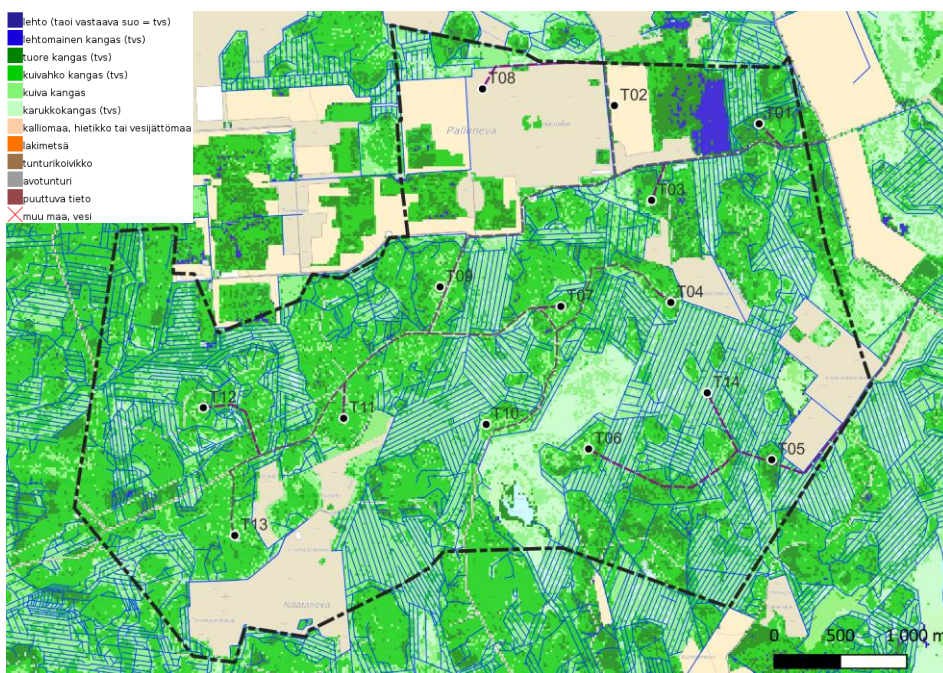 lehto (taoi vastaava suo = tvs)
lehtomainen kangas (tvs)
tuore kangas (tvs)
kuivahko kangas (tvs)
kuiva kangas
karukkokangas (tvs)
kalliomaa, hietikko tai vesijättömaa
lakimetsä
tunturikoivikko
avotunturi
puuttuva tieto
muu maa, vesi
T08
T02
T01
Palloneva
T03
T09
T07
T04
T12
T11
T10
T14
T06
T05
T13
Näätäneva
0 500 1 000 m